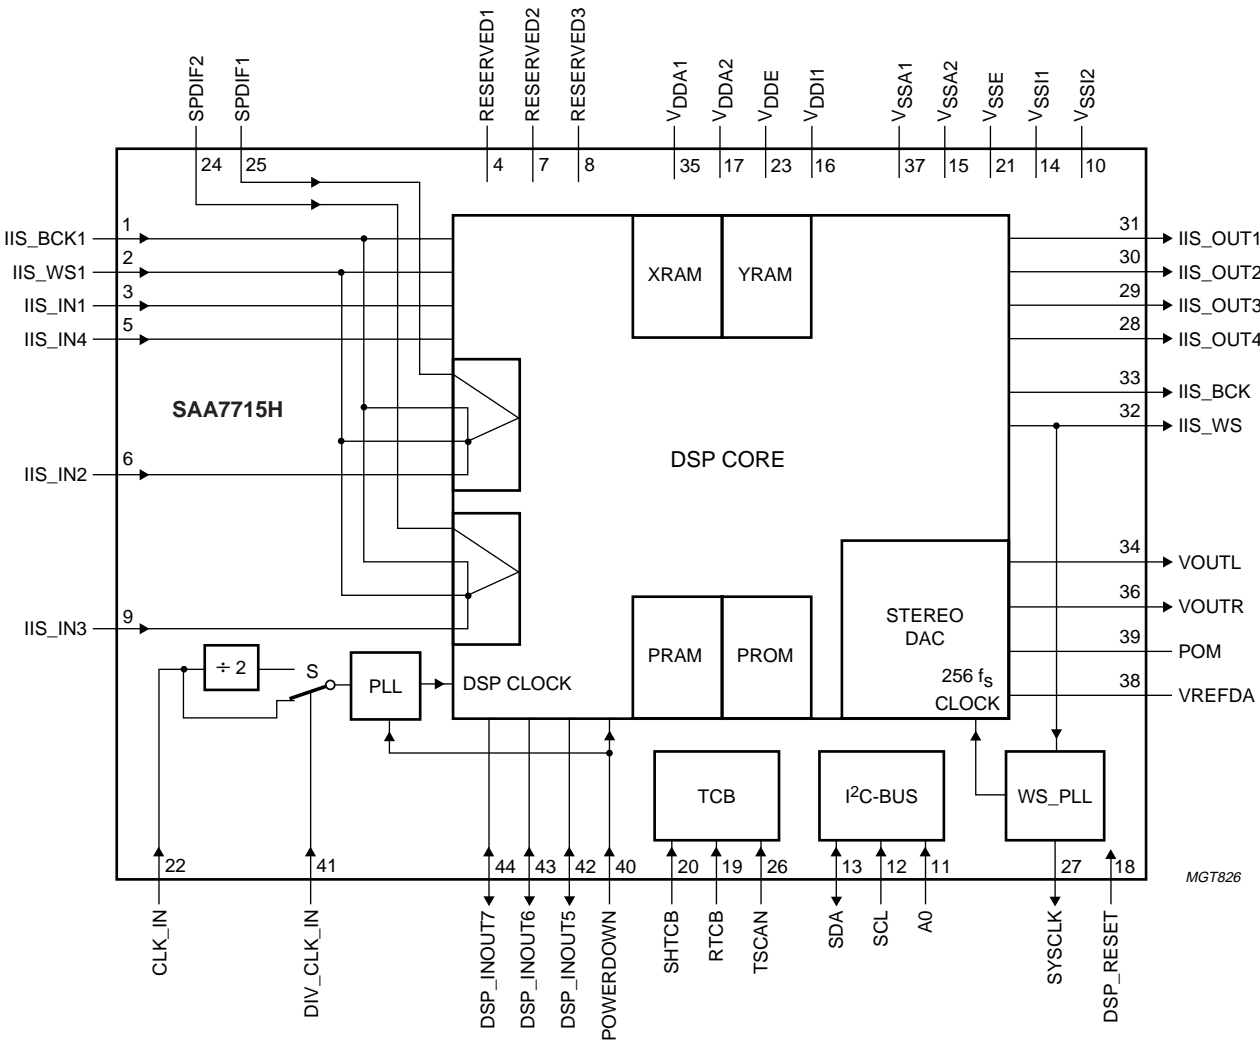 SPDIF2
SPDIF1
RESERVED1
RESERVED2
RESERVED3
VDDA1
VDDA2
VDDE
VDDI1
VSSA1
VSSA2
VSSE
VSSI1
VSSI2
24
25
4
7
8
35
17
23
16
37
15
21
14
10
IIS_BCK1
1
IIS_WS1
2
IIS_IN1
3
IIS_IN4
5
IIS_IN2
6
IIS_IN3
9
SAA7715H
XRAM
YRAM
DSP CORE
31
IIS_OUT1
30
IIS_OUT2
29
IIS_OUT3
28
IIS_OUT4
33
IIS_BCK
32
IIS_WS
34
VOUTL
36
VOUTR
39
POM
38
VREFDA
STEREO
DAC
256 fS
CLOCK
PRAM
PROM
÷ 2
S
PLL
DSP CLOCK
TCB
I2C-BUS
WS_PLL
22
41
44
43
42
40
20
19
26
13
12
11
27
18
CLK_IN
DIV_CLK_IN
DSP_INOUT7
DSP_INOUT6
DSP_INOUT5
POWERDOWN
SHTCB
RTCB
TSCAN
SDA
SCL
A0
SYSCLK
DSP_RESET
MGT826